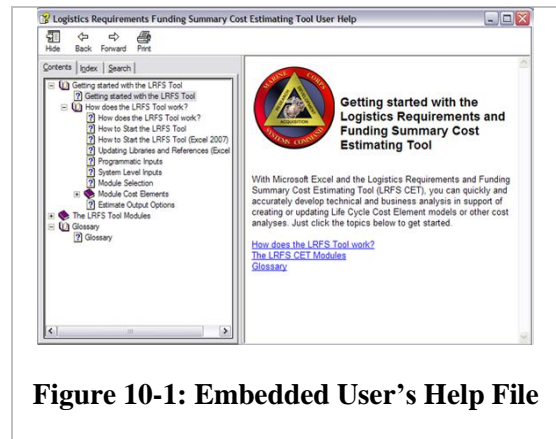 Logistics Requirements Funding Summary Cost Estimating Tool User Help
Hide Back Forward Print
Contents Index Search
Getting started with the LRFS Tool
Getting started with the LRFS Tool
How does the LRFS Tool work?
How does the LRFS Tool work?
How to Start the LRFS Tool
How to Start the LRFS Tool (Excel 2007)
Updating Libraries and References (Excel
Programmatic Inputs
System Level Inputs
Module Selection
Module Cost Elements
Estimate Output Options
The LRFS Tool Modules
Glossary
Glossary
MARINE CORPS
SYSTEMS COMMAND
RESEARCH
DEVELOPMENT
ACQUISITION
Getting started with the
Logistics Requirements and
Funding Summary Cost
Estimating Tool
With Microsoft Excel and the Logistics Requirements and Funding
Summary Cost Estimating Tool (LRFS CET), you can quickly and
accurately develop technical and business analysis in support of
creating or updating Life Cycle Cost Element models or other cost
analyses. Just click the topics below to get started.
How does the LRFS Tool work?
The LRFS CET Modules
Glossary
Figure 10-1: Embedded User's Help File